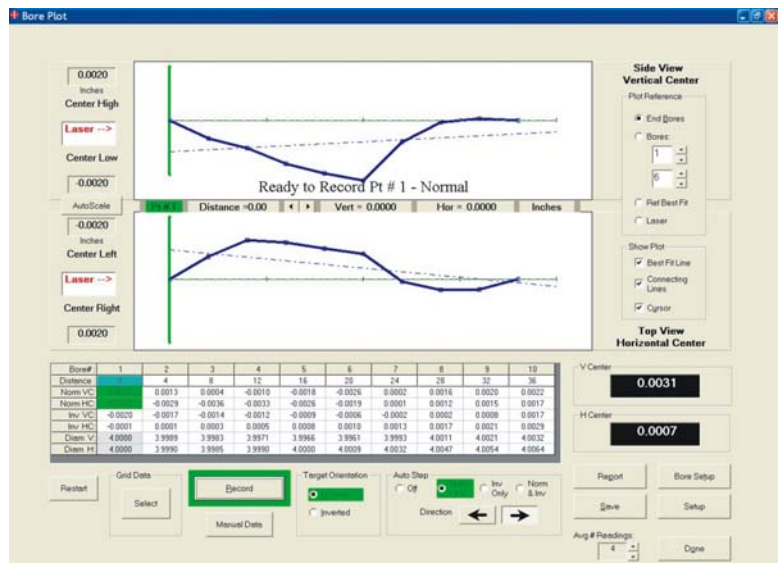 Bore Plot
0.0020
Inches
Center High
Laser -->
Center Low
-0.0020
AutoScale
Ready to Record Pt # 1 - Normal
Pt # 1 Distance =0.00 Vert = 0.0000 Hor = 0.0000 Inches
-0.0020
Inches
Center Left
Laser -->
Center Right
0.0020
Side View
Vertical Center
Plot Reference
End Bores
Bores:
1
6
Ref Best Fit
Laser
Show Plot
Best Fit Line
Connecting
Lines
Cursor
Top View
Horizontal Center
Bore# 1 2 3 4 5 6 7 8 9 10
Distance 4 8 12 16 20 24 28 32 36
Norm VC 0.0013 0.0004 -0.0010 -0.0018 -0.0026 0.0002 0.0016 0.0020 0.0022
Norm HC -0.0029 -0.0036 -0.0033 -0.0026 -0.0019 0.0001 0.0012 0.0015 0.0017
Inv VC -0.0020 -0.0017 -0.0014 -0.0012 -0.0009 -0.0006 -0.0002 0.0002 0.0008 0.0017
Inv HC -0.0001 0.0001 0.0003 0.0005 0.0008 0.0010 0.0013 0.0017 0.0021 0.0029
Diam V 4.0000 3.9989 3.9983 3.9971 3.9966 3.9961 3.9993 4.0011 4.0021 4.0032
Diam H 4.0000 3.9990 3.9985 3.9990 4.0000 4.0009 4.0032 4.0047 4.0054 4.0064
V Center
0.0031
H Center
0.0007
Restart
Grid Data
Select
Record
Manual Data
Target Orientation
Inverted
Auto Step
Off
Inv
Only
Norm
& Inv
Direction
Report
Bore Setup
Save
Setup
Avg # Readings:
4
Done